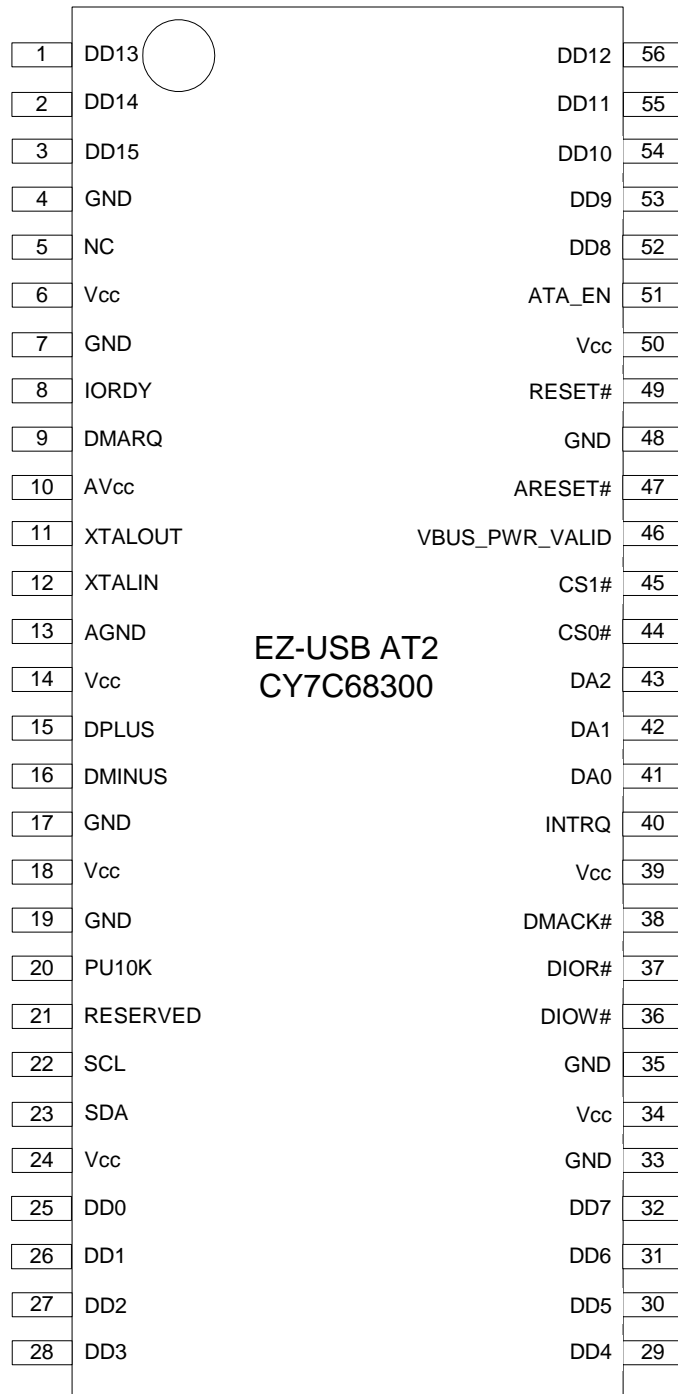 1 DD13 DD12 56
2 DD14 DD11 55
3 DD15 DD10 54
4 GND DD9 53
5 NC DD8 52
6 Vcc ATA_EN 51
7 GND Vcc 50
8 IORDY RESET# 49
9 DMARQ GND 48
10 AVcc ARESET# 47
11 XTALOUT VBUS_PWR_VALID 46
12 XTALIN CS1# 45
13 AGND CS0# 44
EZ-USB AT2
CY7C68300
14 Vcc DA2 43
15 DPLUS DA1 42
16 DMINUS DA0 41
17 GND INTRQ 40
18 Vcc Vcc 39
19 GND DMACK# 38
20 PU10K DIOR# 37
21 RESERVED DIOW# 36
22 SCL GND 35
23 SDA Vcc 34
24 Vcc GND 33
25 DD0 DD7 32
26 DD1 DD6 31
27 DD2 DD5 30
28 DD3 DD4 29